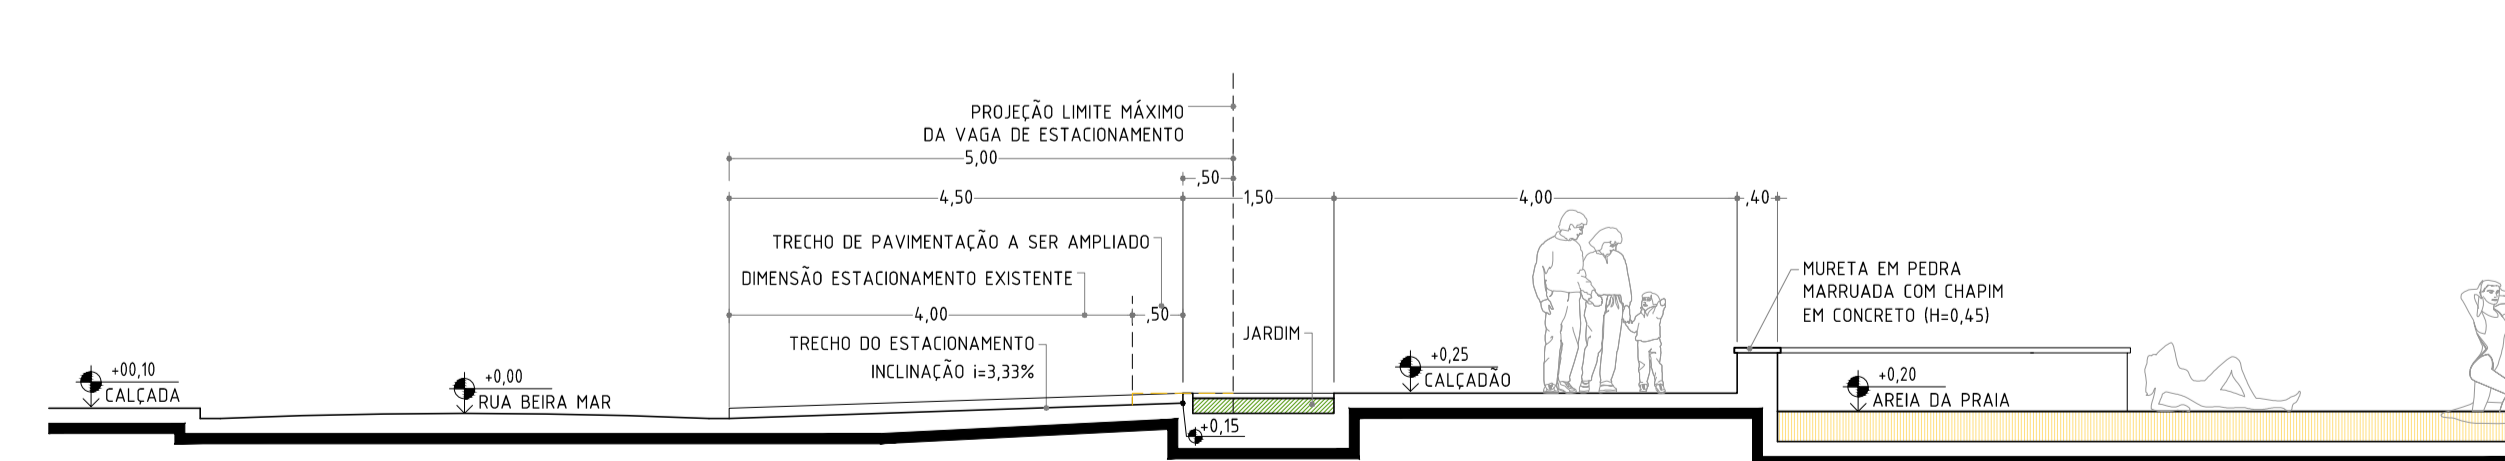 PROJEÇÃO LIMITE MÁXIMO
DA VAGA DE ESTACIONAMENTO
5,00
,50
4,50
1,50
4,00
,40
TRECHO DE PAVIMENTAÇÃO A SER AMPLIADO
DIMENSÃO ESTACIONAMENTO EXISTENTE
4,00
,50
TRECHO DO ESTACIONAMENTO
INCLINAÇÃO i=3,33%
JARDIM
MURETA EM PEDRA
MARRUADA COM CHAPIM
EM CONCRETO (H=0,45)
+00,10
CALÇADA
+0,00
RUA BEIRA MAR
+0,15
+0,25
CALÇADÃO
+0,20
AREIA DA PRAIA